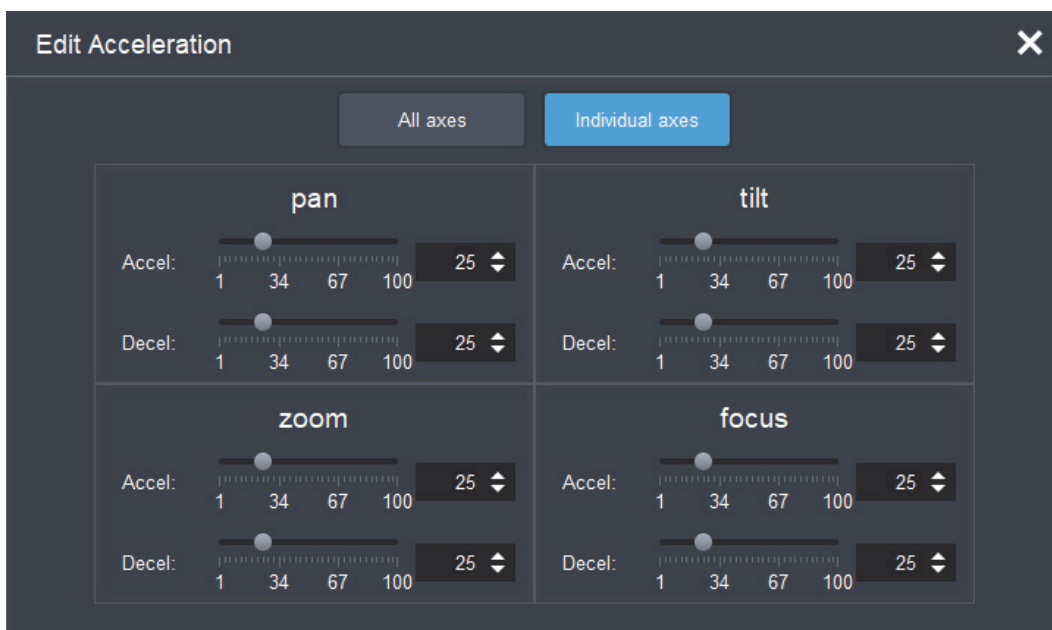 Edit Acceleration
All axes Individual axes
pan
Accel: 25
1 34 67 100
Decel: 25
1 34 67 100
tilt
Accel: 25
1 34 67 100
Decel: 25
1 34 67 100
zoom
Accel: 25
1 34 67 100
Decel: 25
1 34 67 100
focus
Accel: 25
1 34 67 100
Decel: 25
1 34 67 100